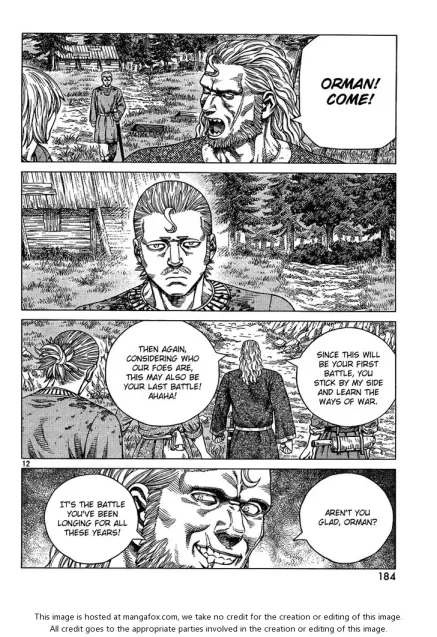 ORMAN!
COME!
SINCE THIS WILL
BE YOUR FIRST
BATTLE, YOU
STICK BY MY SIDE
AND LEARN THE
WAYS OF WAR.
THEN AGAIN,
CONSIDERING WHO
OUR FOES ARE,
THIS MAY ALSO BE
YOUR LAST BATTLE!
AHAHA!
12
AREN'T YOU
GLAD, ORMAN?
IT'S THE BATTLE
YOU'VE BEEN
LONGING FOR ALL
THESE YEARS!
184
This image is hosted at mangafox.com, we take no credit for the creation or editing of this image.
All credit goes to the appropriate parties involved in the creation or editing of this image.